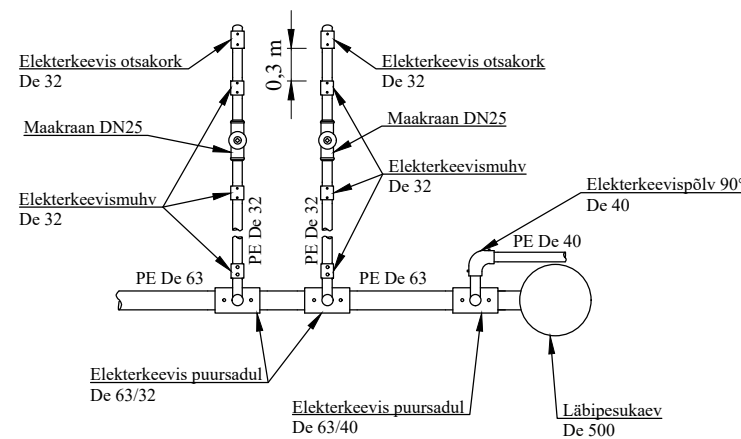 Elekterkeevis otsakork
De 32
0,3 m
Elekterkeevis otsakork
De 32
Maakraan DN25
Maakraan DN25
Elekterkeevismuhv
De 32
Elekterkeevismuhv
De 32
Elekterkeevispõlv 90°
De 40
PE De 32
PE De 32
PE De 40
PE De 63
PE De 63
Elekterkeevis puursadul
De 63/32
Elekterkeevis puursadul
De 63/40
Läbipesukaev
De 500